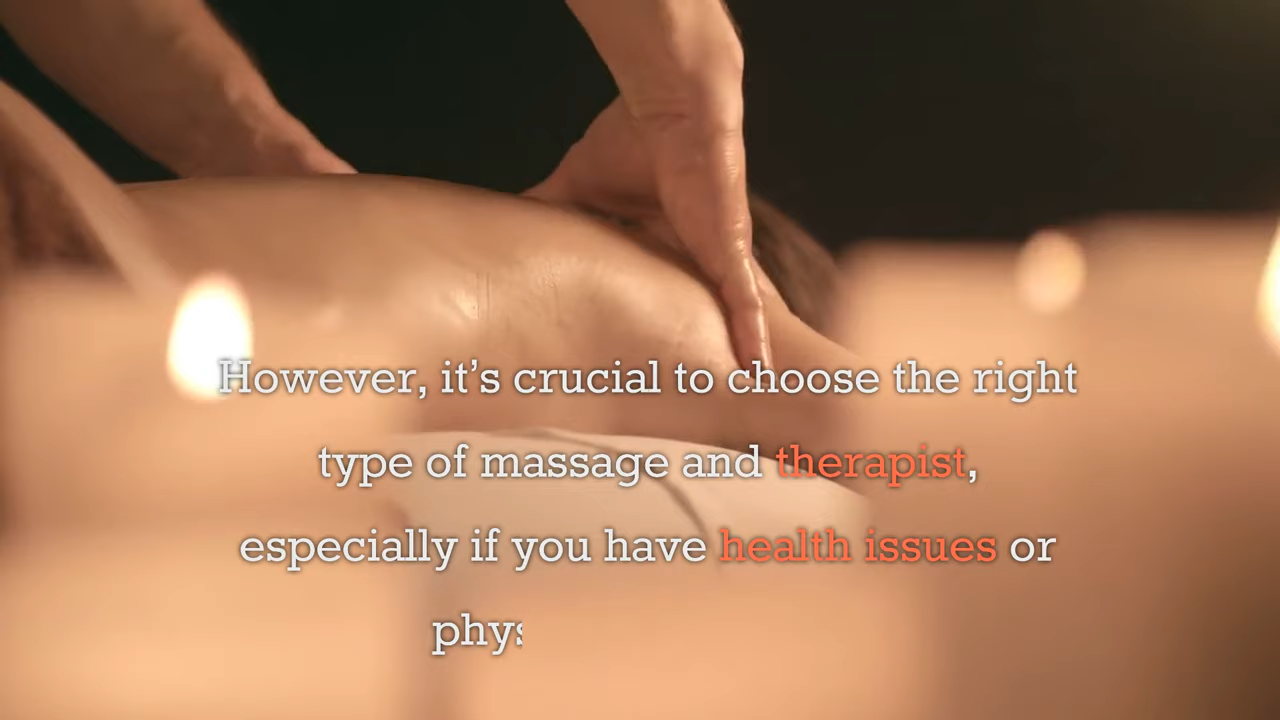 However, it's crucial to choose the right
type of massage and therapist,
especially if you have health issues or
phys